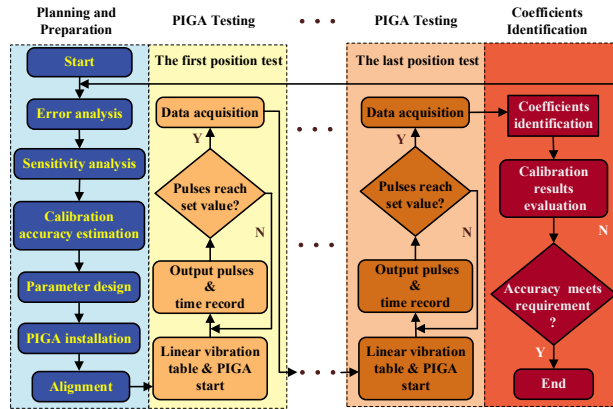 Planning and
Preparation
PIGA Testing
PIGA Testing
Coefficients
Identification
Start
Error analysis
Sensitivity analysis
Calibration
accuracy estimation
Parameter design
PIGA installation
Alignment
The first position test
Data acquisition
Y
Pulses reach
set value?
N
Output pulses
&
time record
Linear vibration
table & PIGA
start
The last position test
Data acquisition
Y
Pulses reach
set value?
N
Output pulses
&
time record
Linear vibration
table & PIGA
start
Coefficients
identification
Calibration
results
evaluation
N
Accuracy meets
requirement
?
Y
End